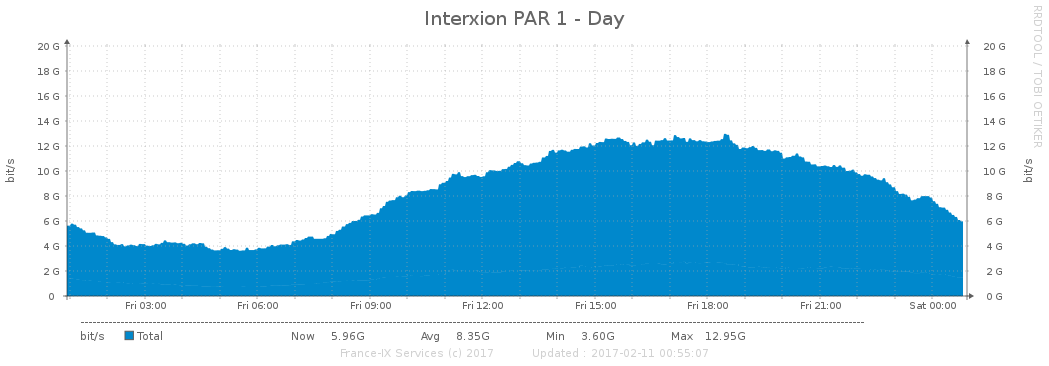 Interxion PAR 1 - Day
RRDTOOL / TOBI OETIKER
20 G 20 G
18 G 18 G
16 G 16 G
14 G 14 G
12 G 12 G
10 G 10 G
8 G 8 G
6 G 6 G
4 G 4 G
2 G 2 G
0 0 G
bit/s
bit/s
Fri 03:00 Fri 06:00 Fri 09:00 Fri 12:00 Fri 15:00 Fri 18:00 Fri 21:00 Sat 00:00
bit/s Total Now 5.96G Avg 8.35G Min 3.60G Max 12.95G
France-IX Services (c) 2017 Updated : 2017-02-11 00:55:07